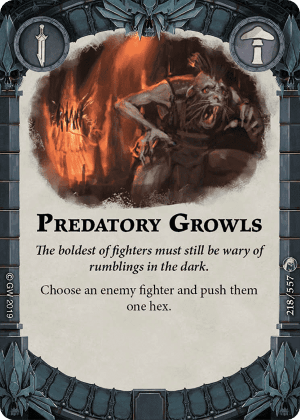 PREDATORY GROWLS
The boldest of fighters must still be wary of
rumblings in the dark.
Choose an enemy fighter and push them
one hex.
© GW 2019
218/557